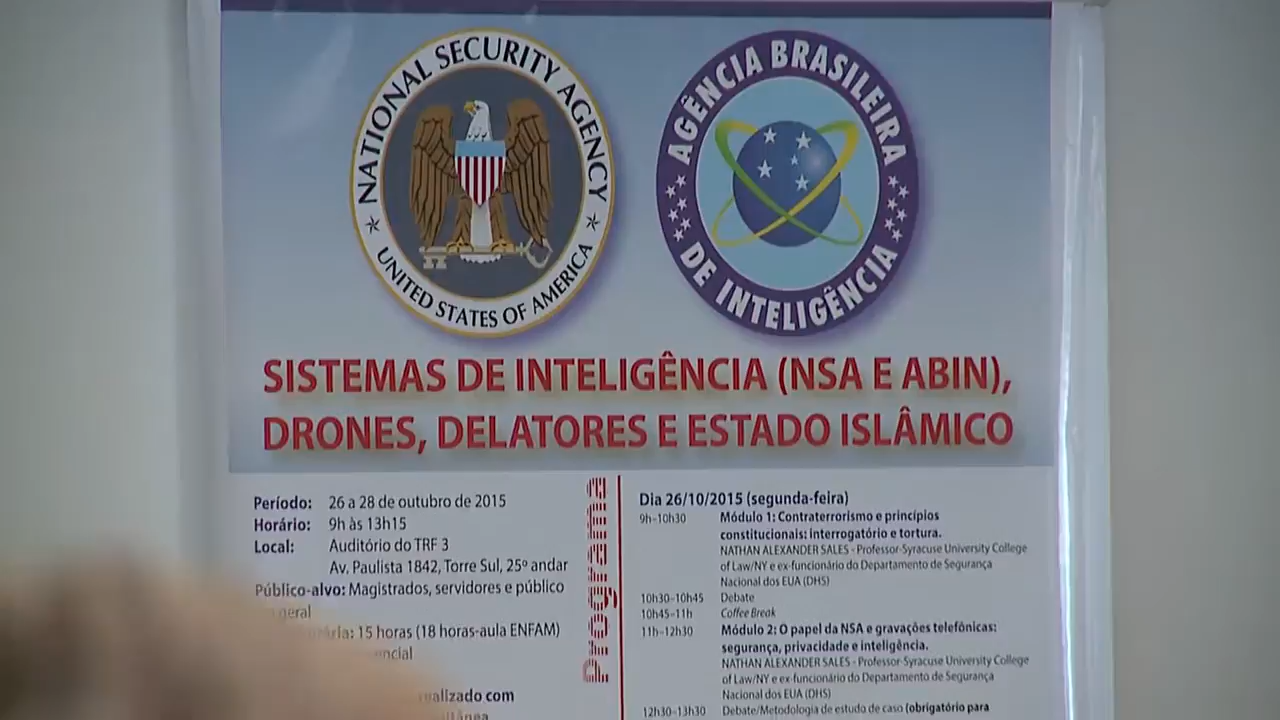 NATIONAL SECURITY AGENCY
UNITED STATES OF AMERICA
AGÊNCIA BRASILEIRA
DE INTELIGÊNCIA
SISTEMAS DE INTELIGÊNCIA (NSA E ABIN),
DRONES, DELATORES E ESTADO ISLÂMICO
Período: 26 a 28 de outubro de 2015
Horário: 9h às 13h15
Local: Auditório do TRF 3
Av. Paulista 1842, Torre Sul, 25º andar
Público-alvo: Magistrados, servidores e público
geral
15 horas (18 horas-aula ENFAM)
com
Programa
Dia 26/10/2015 (segunda-feira)
9h-10h30 Módulo 1: Contraterrorismo e princípios
constitucionais: interrogatório e tortura.
NATHAN ALEXANDER SALES - Professor-Syracuse University College
of Law/NY e ex-funcionário do Departamento de Segurança
Nacional dos EUA (DHS)
10h30-10h45 Debate
10h45-11h Coffee Break
11h-12h30 Módulo 2: O papel da NSA e gravações telefônicas:
segurança, privacidade e inteligência.
NATHAN ALEXANDER SALES - Professor-Syracuse University College
of Law/NY e ex-funcionário do Departamento de Segurança
Nacional dos EUA (DHS)
12h30-13h30 Debate/Metodologia de estudo de caso (obrigatório para